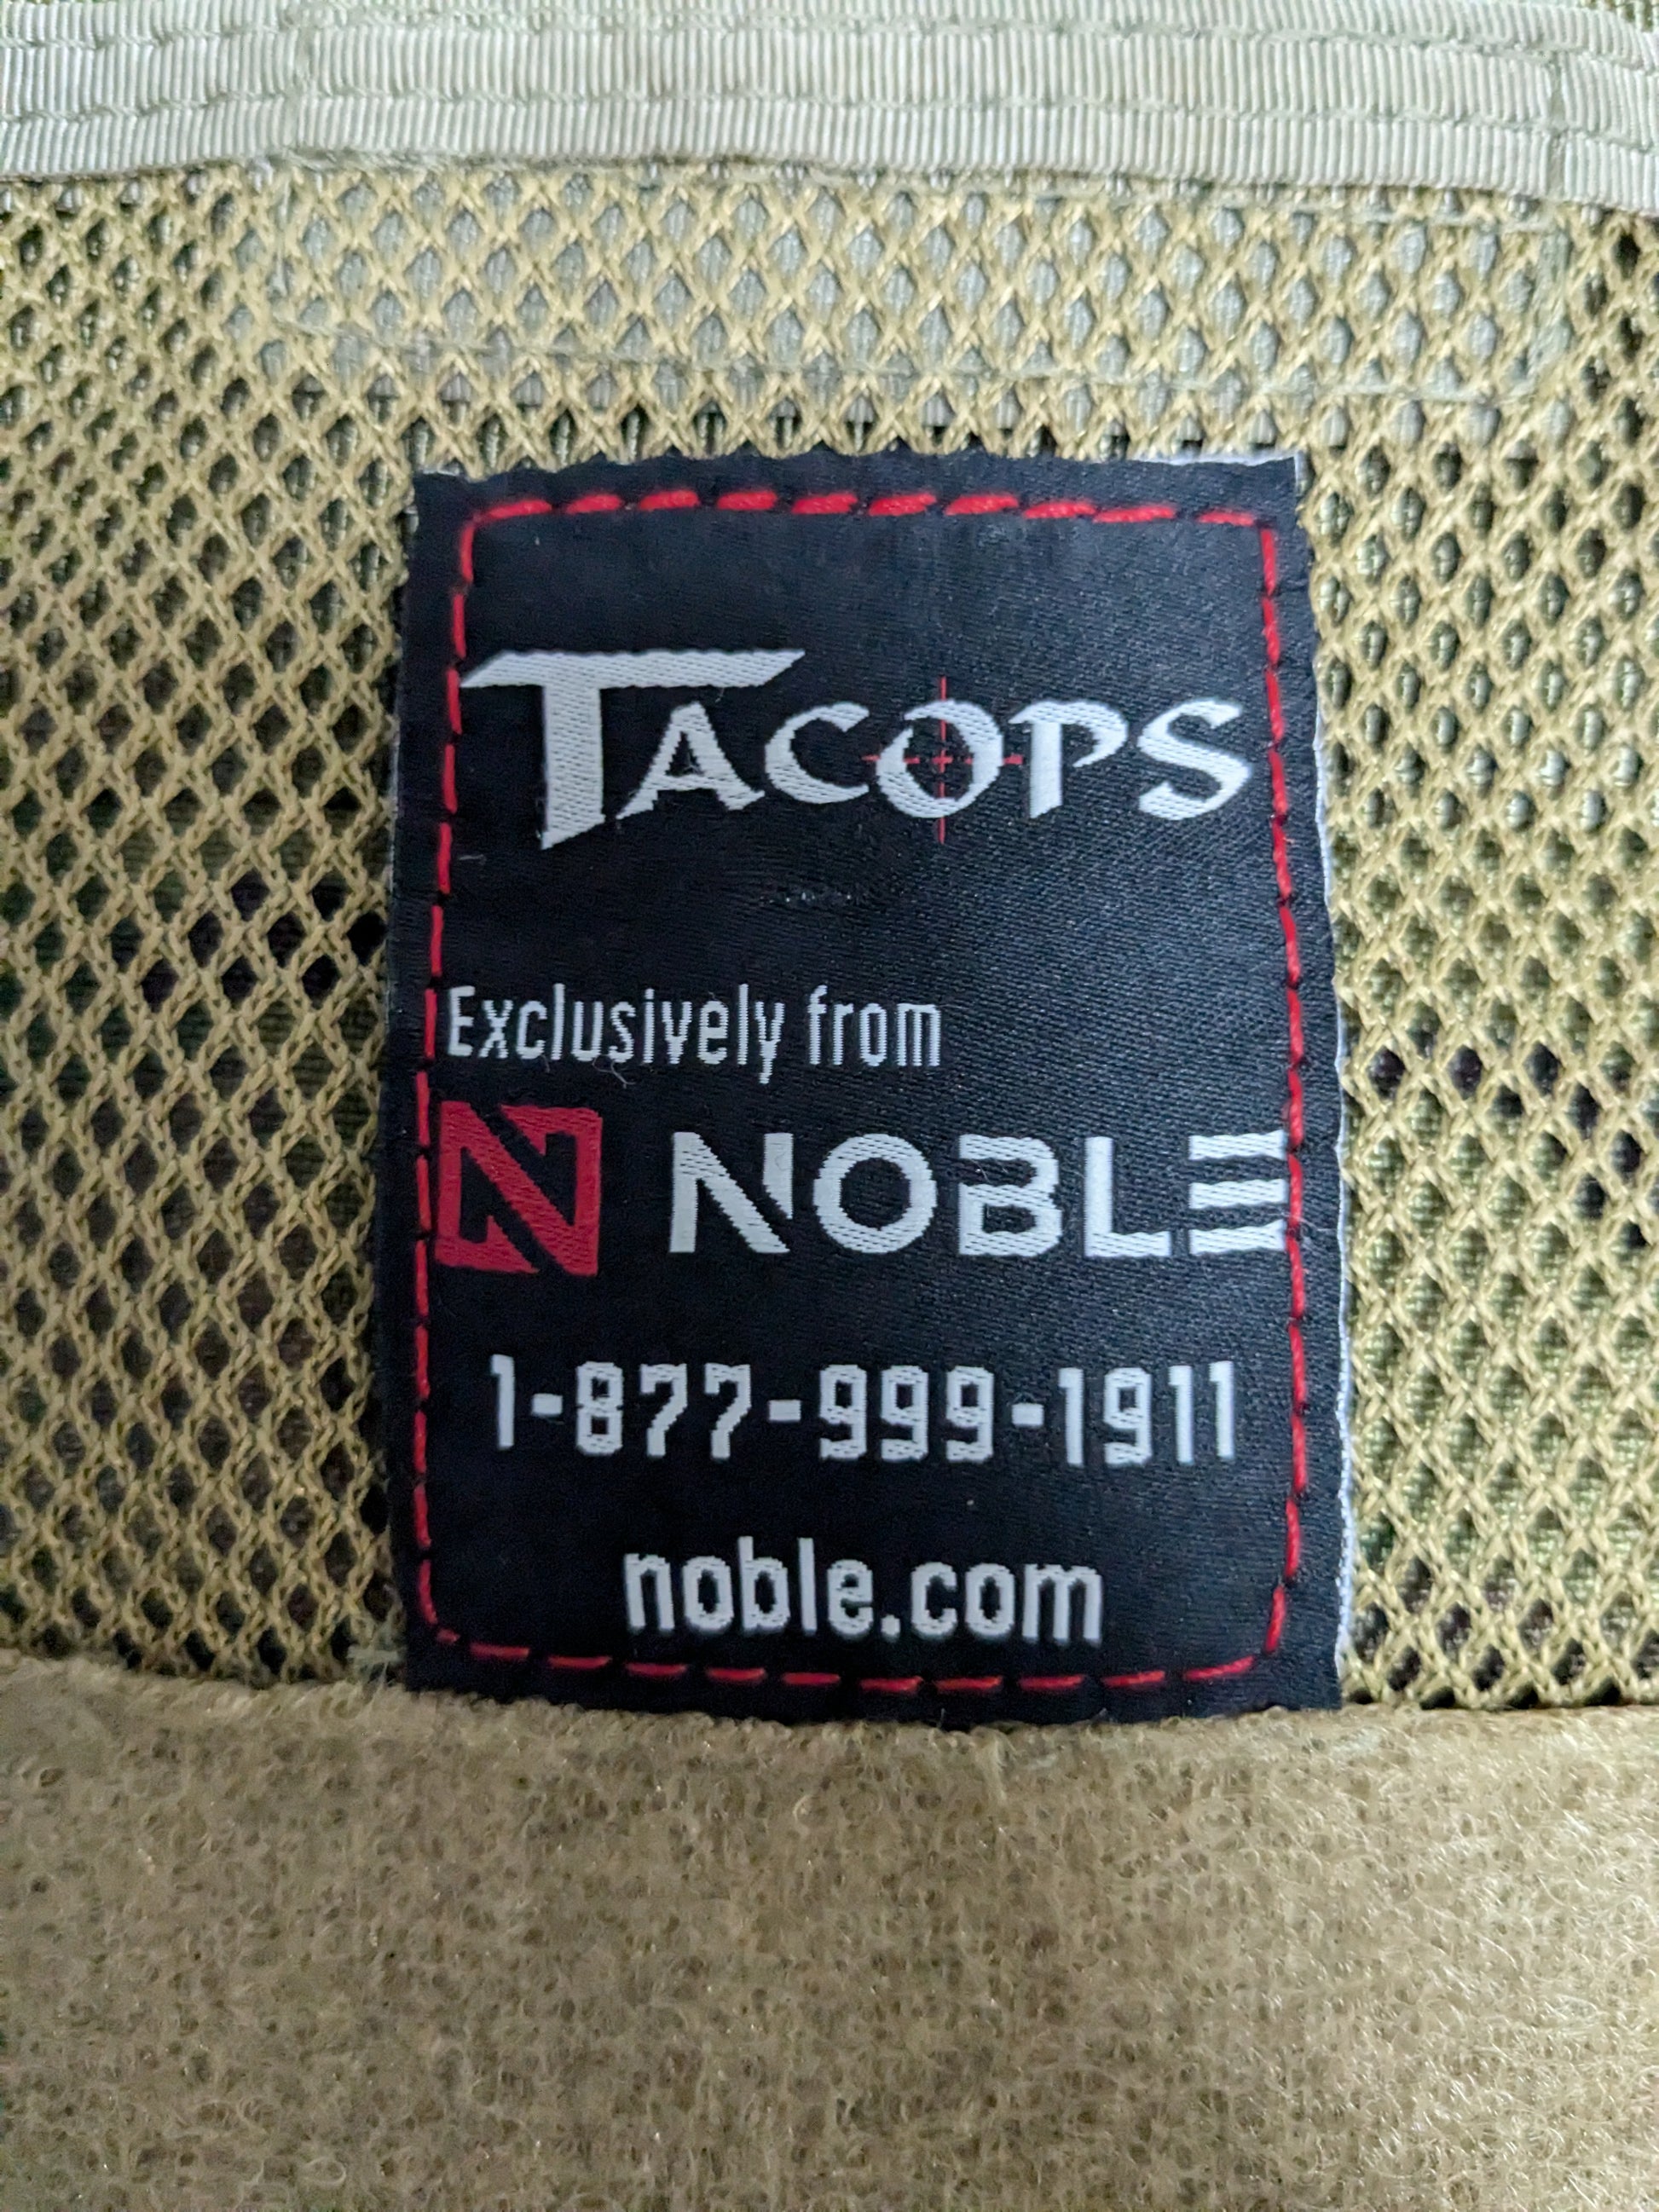 TACOPS
Exclusively from
N NOBLE
1-877-999-1911
noble.com